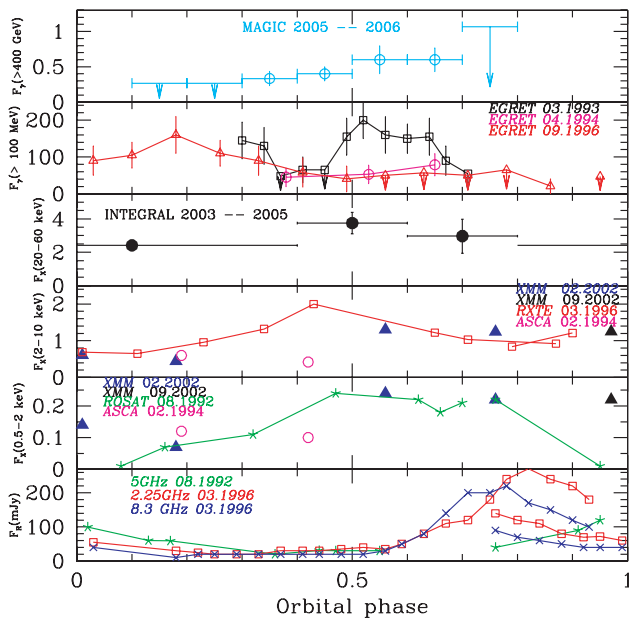 MAGIC 2005 -- 2006
F_γ(>400 GeV)
1
0.5
0
EGRET 03.1993
EGRET 04.1994
EGRET 09.1996
F_γ(> 100 MeV)
200
100
0
INTEGRAL 2003 -- 2005
F_X(20-60 keV)
4
2
0
XMM 02.2002
XMM 09.2002
RXTE 03.1996
ASCA 02.1994
F_X(2-10 keV)
2
1
0
XMM 02.2002
XMM 09.2002
ROSAT 08.1992
ASCA 02.1994
F_X(0.5-2 keV)
0.2
0.1
0
5GHz 08.1992
2.25GHz 03.1996
8.3 GHz 03.1996
F_R(mJy)
200
100
0
0 0.5 1
Orbital phase